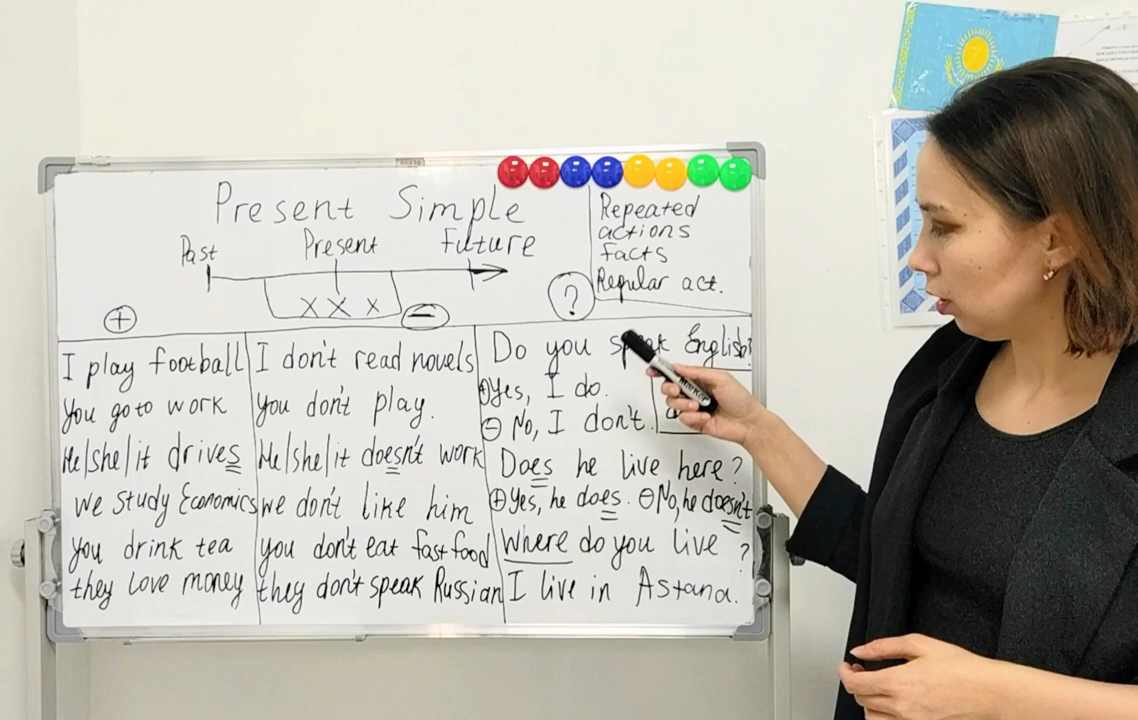 Present Simple
Past Present Future
Repeated
actions
facts
Regular act.
+
-
?
I play football
you go to work
He/she/it drives
we study Economics
you drink tea
they love money
I don't read novels
you don't play.
He/she/it doesn't work
we don't like him
you don't eat fast food
they don't speak Russian
Do you speak English?
+Yes, I do.
- No, I don't.
Does he live here?
+Yes, he does. -No, he doesn't
where do you live ?
I live in Astana.